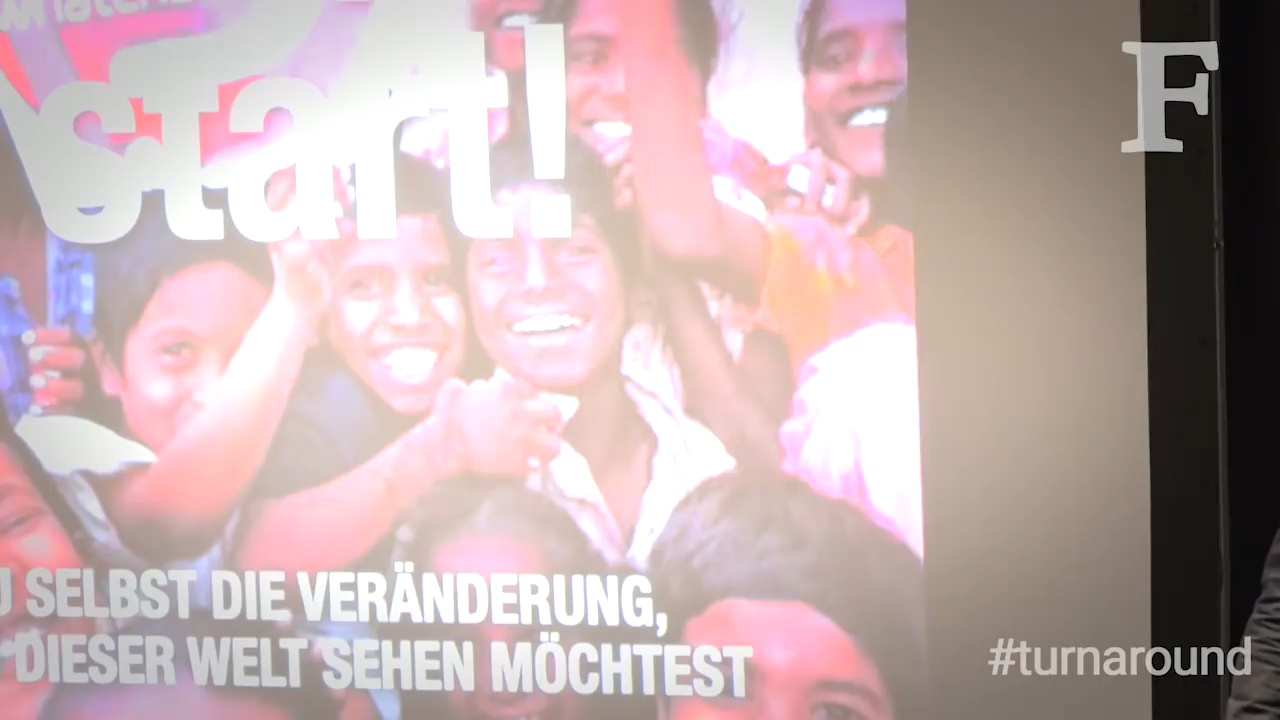 start!
F
SELBST DIE VERÄNDERUNG,
DIESER WELT SEHEN MÖCHTEST
#turnaround